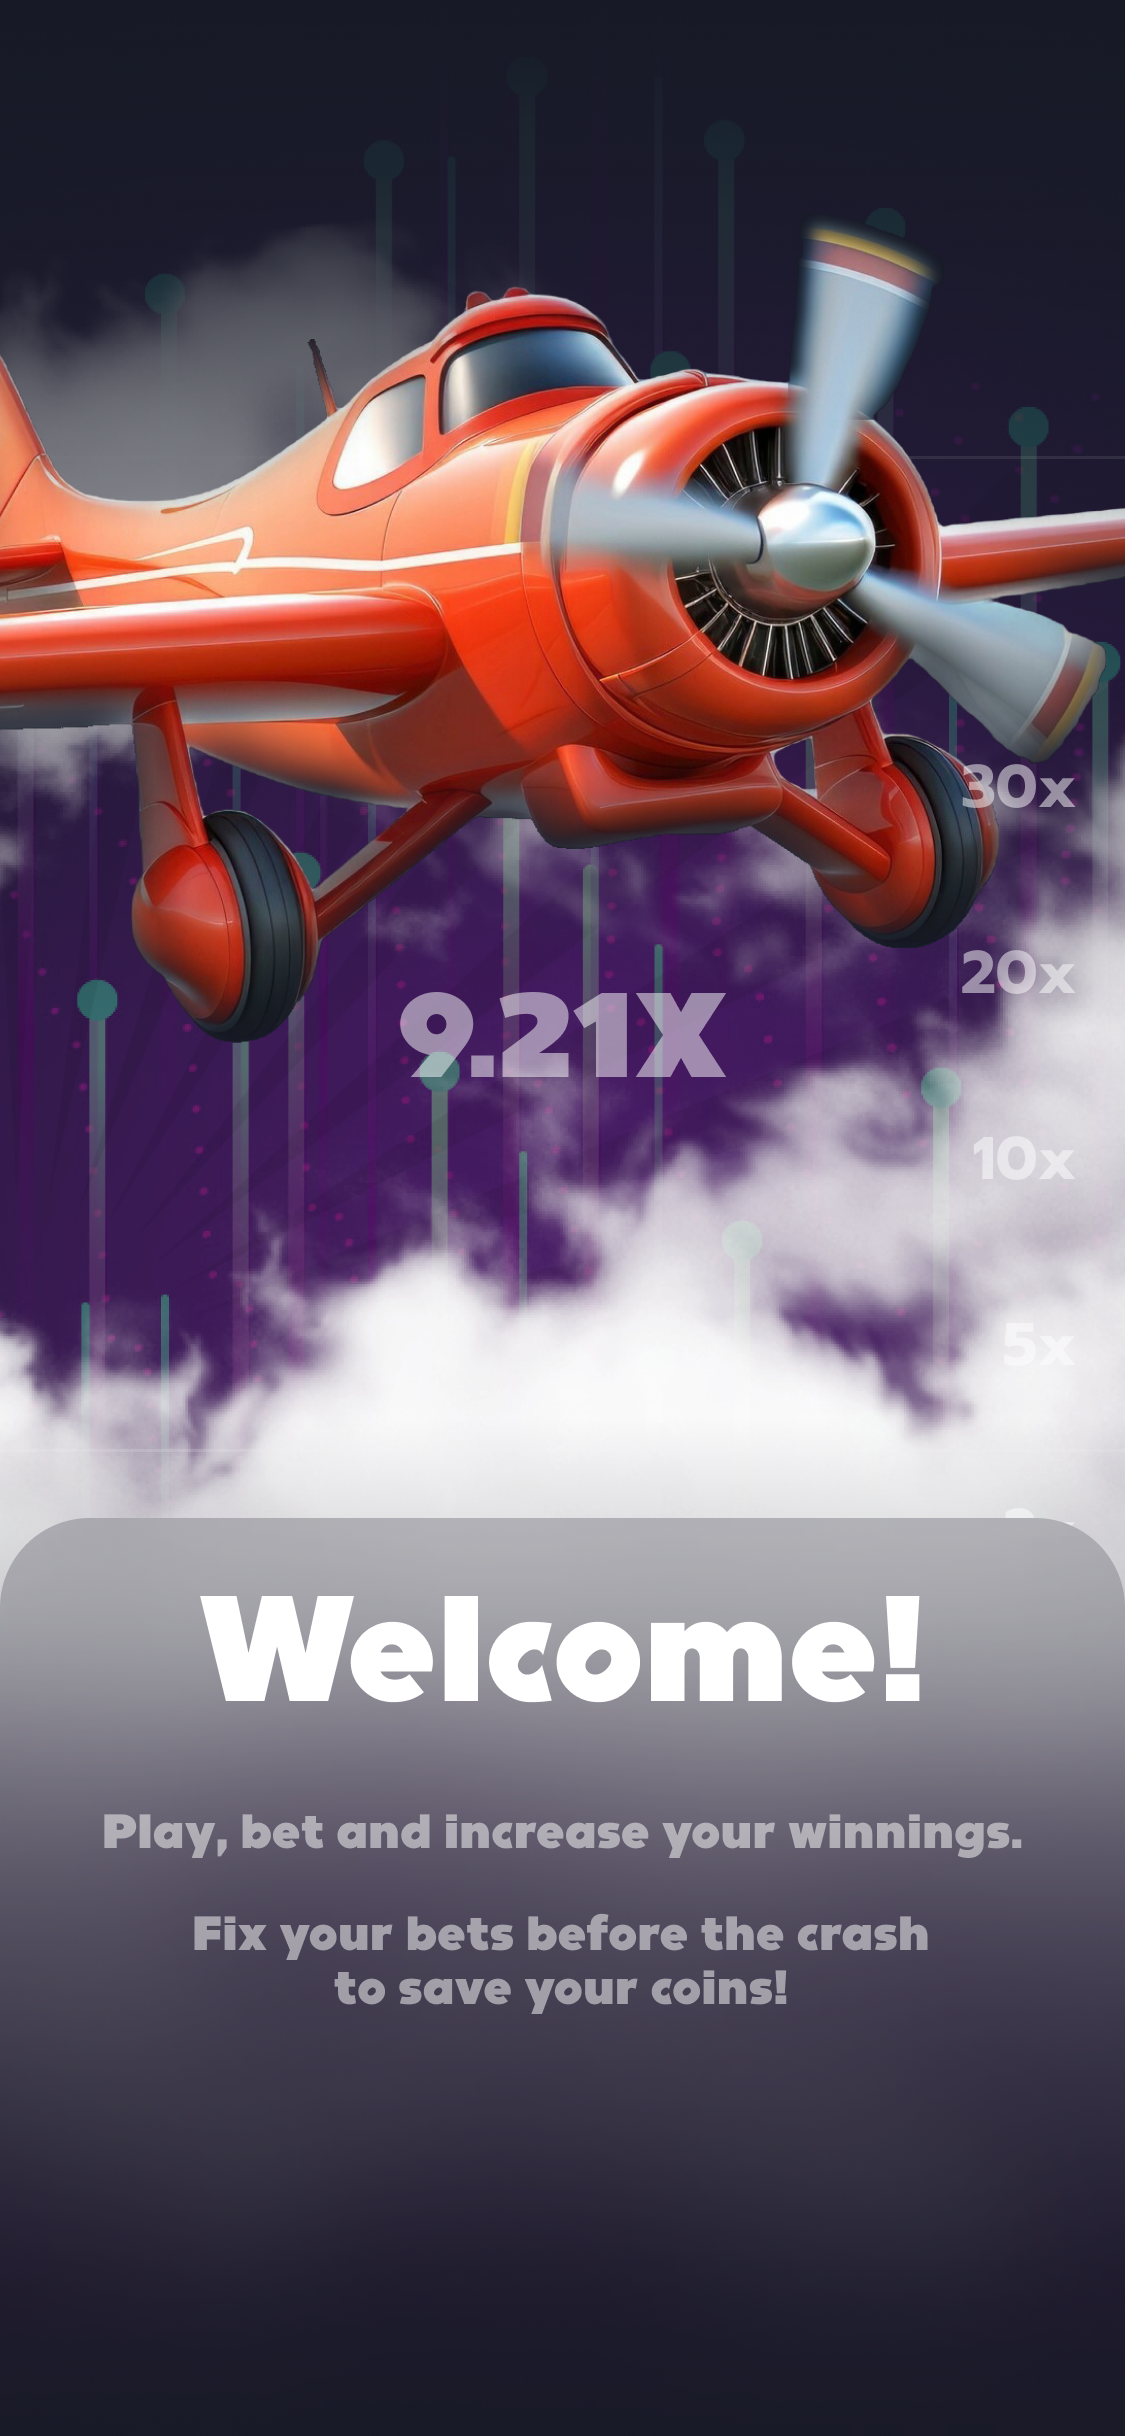 30x
20x
9.21X
10x
5x
Welcome!
Play, bet and increase your winnings.
Fix your bets before the crash
to save your coins!